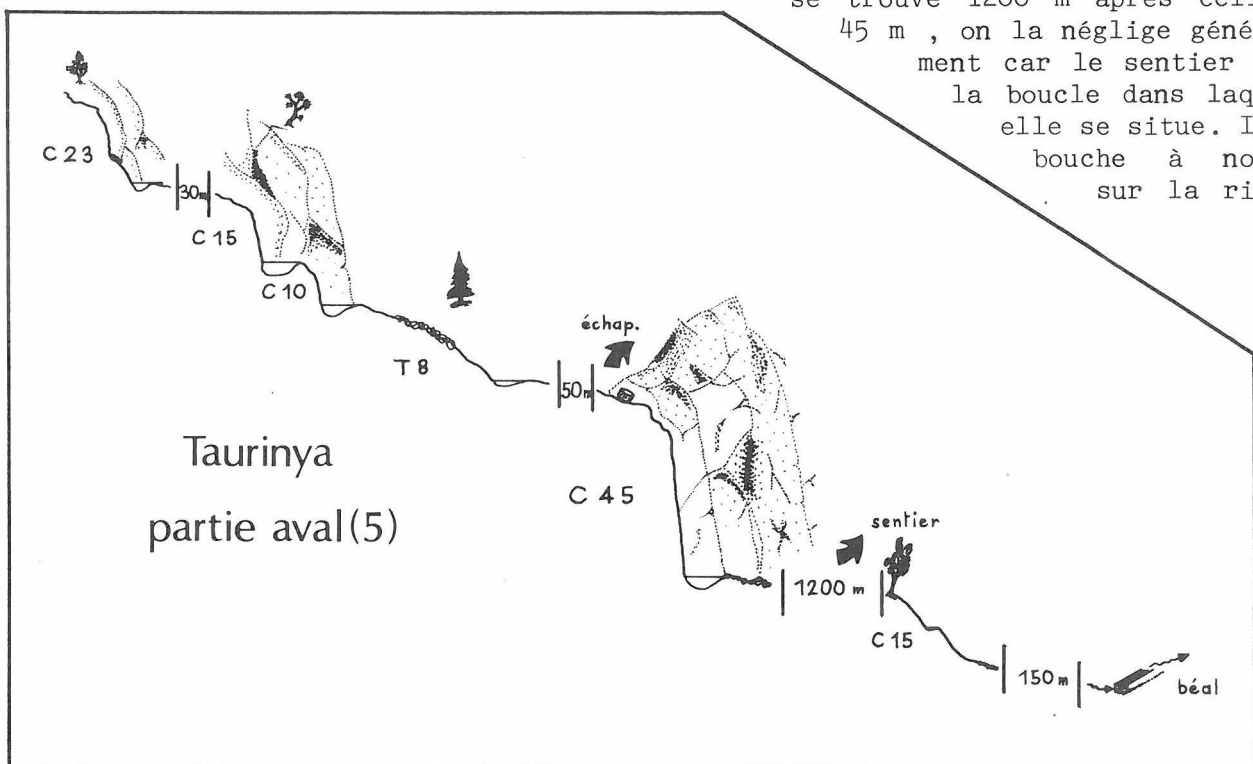 se trouve 1200 m après
45 m , on la néglige géné
ment car le sentier
la boucle dans laq
elle se situe. I
bouche à no
sur la ri
C 23
30m
C 15
C 10
T 8
échap.
50m
C 45
Taurinya
partie aval(5)
sentier
1200 m
C 15
150m
béal